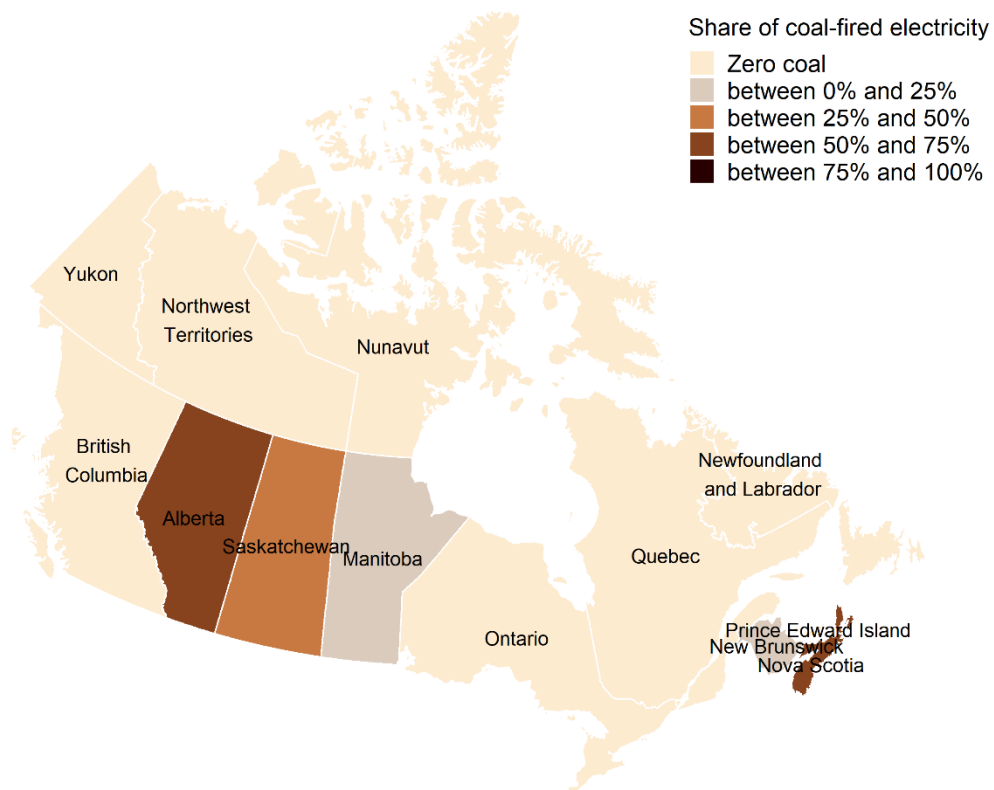 Share of coal-fired electricity
Zero coal
between 0% and 25%
between 25% and 50%
between 50% and 75%
between 75% and 100%
Yukon
Northwest
Territories
Nunavut
British
Columbia
Alberta
Saskatchewan
Manitoba
Ontario
Quebec
Newfoundland
and Labrador
Prince Edward Island
New Brunswick
Nova Scotia